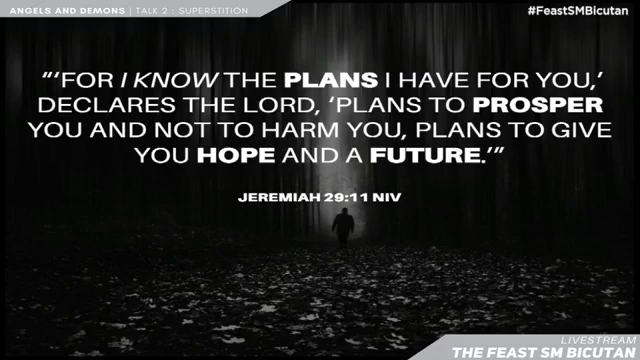 ANGELS AND DEMONS | TALK 2 : SUPERSTITION
#FeastSMBicutan
“‘FOR I KNOW THE PLANS I HAVE FOR YOU,’
DECLARES THE LORD, ‘PLANS TO PROSPER
YOU AND NOT TO HARM YOU, PLANS TO GIVE
YOU HOPE AND A FUTURE.’”
JEREMIAH 29:11 NIV
LIVESTREAM
THE FEAST SM BICUTAN